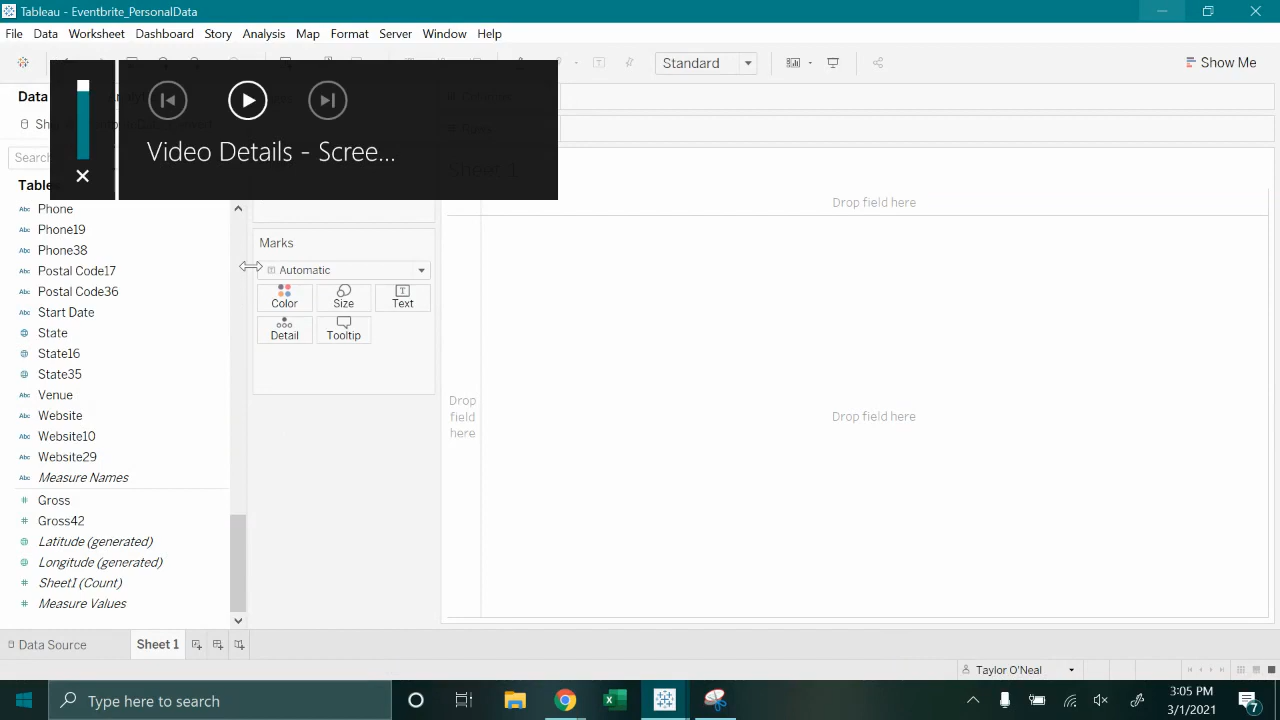 Tableau - Eventbrite_PersonalData
File Data Worksheet Dashboard Story Analysis Map Format Server Window Help
Standard
Show Me
Data
Video Details - Scree...
Search
Phone
Phone19
Phone38
Postal Code17
Postal Code36
Start Date
State
State16
State35
Venue
Website
Website10
Website29
Measure Names
Gross
Gross42
Latitude (generated)
Longitude (generated)
Sheet1 (Count)
Measure Values
Marks
Automatic
Color
Size
Text
Detail
Tooltip
Drop field here
Drop
field
here
Drop field here
Data Source
Sheet 1
Taylor O'Neal
Type here to search
3:05 PM
3/1/2021
7